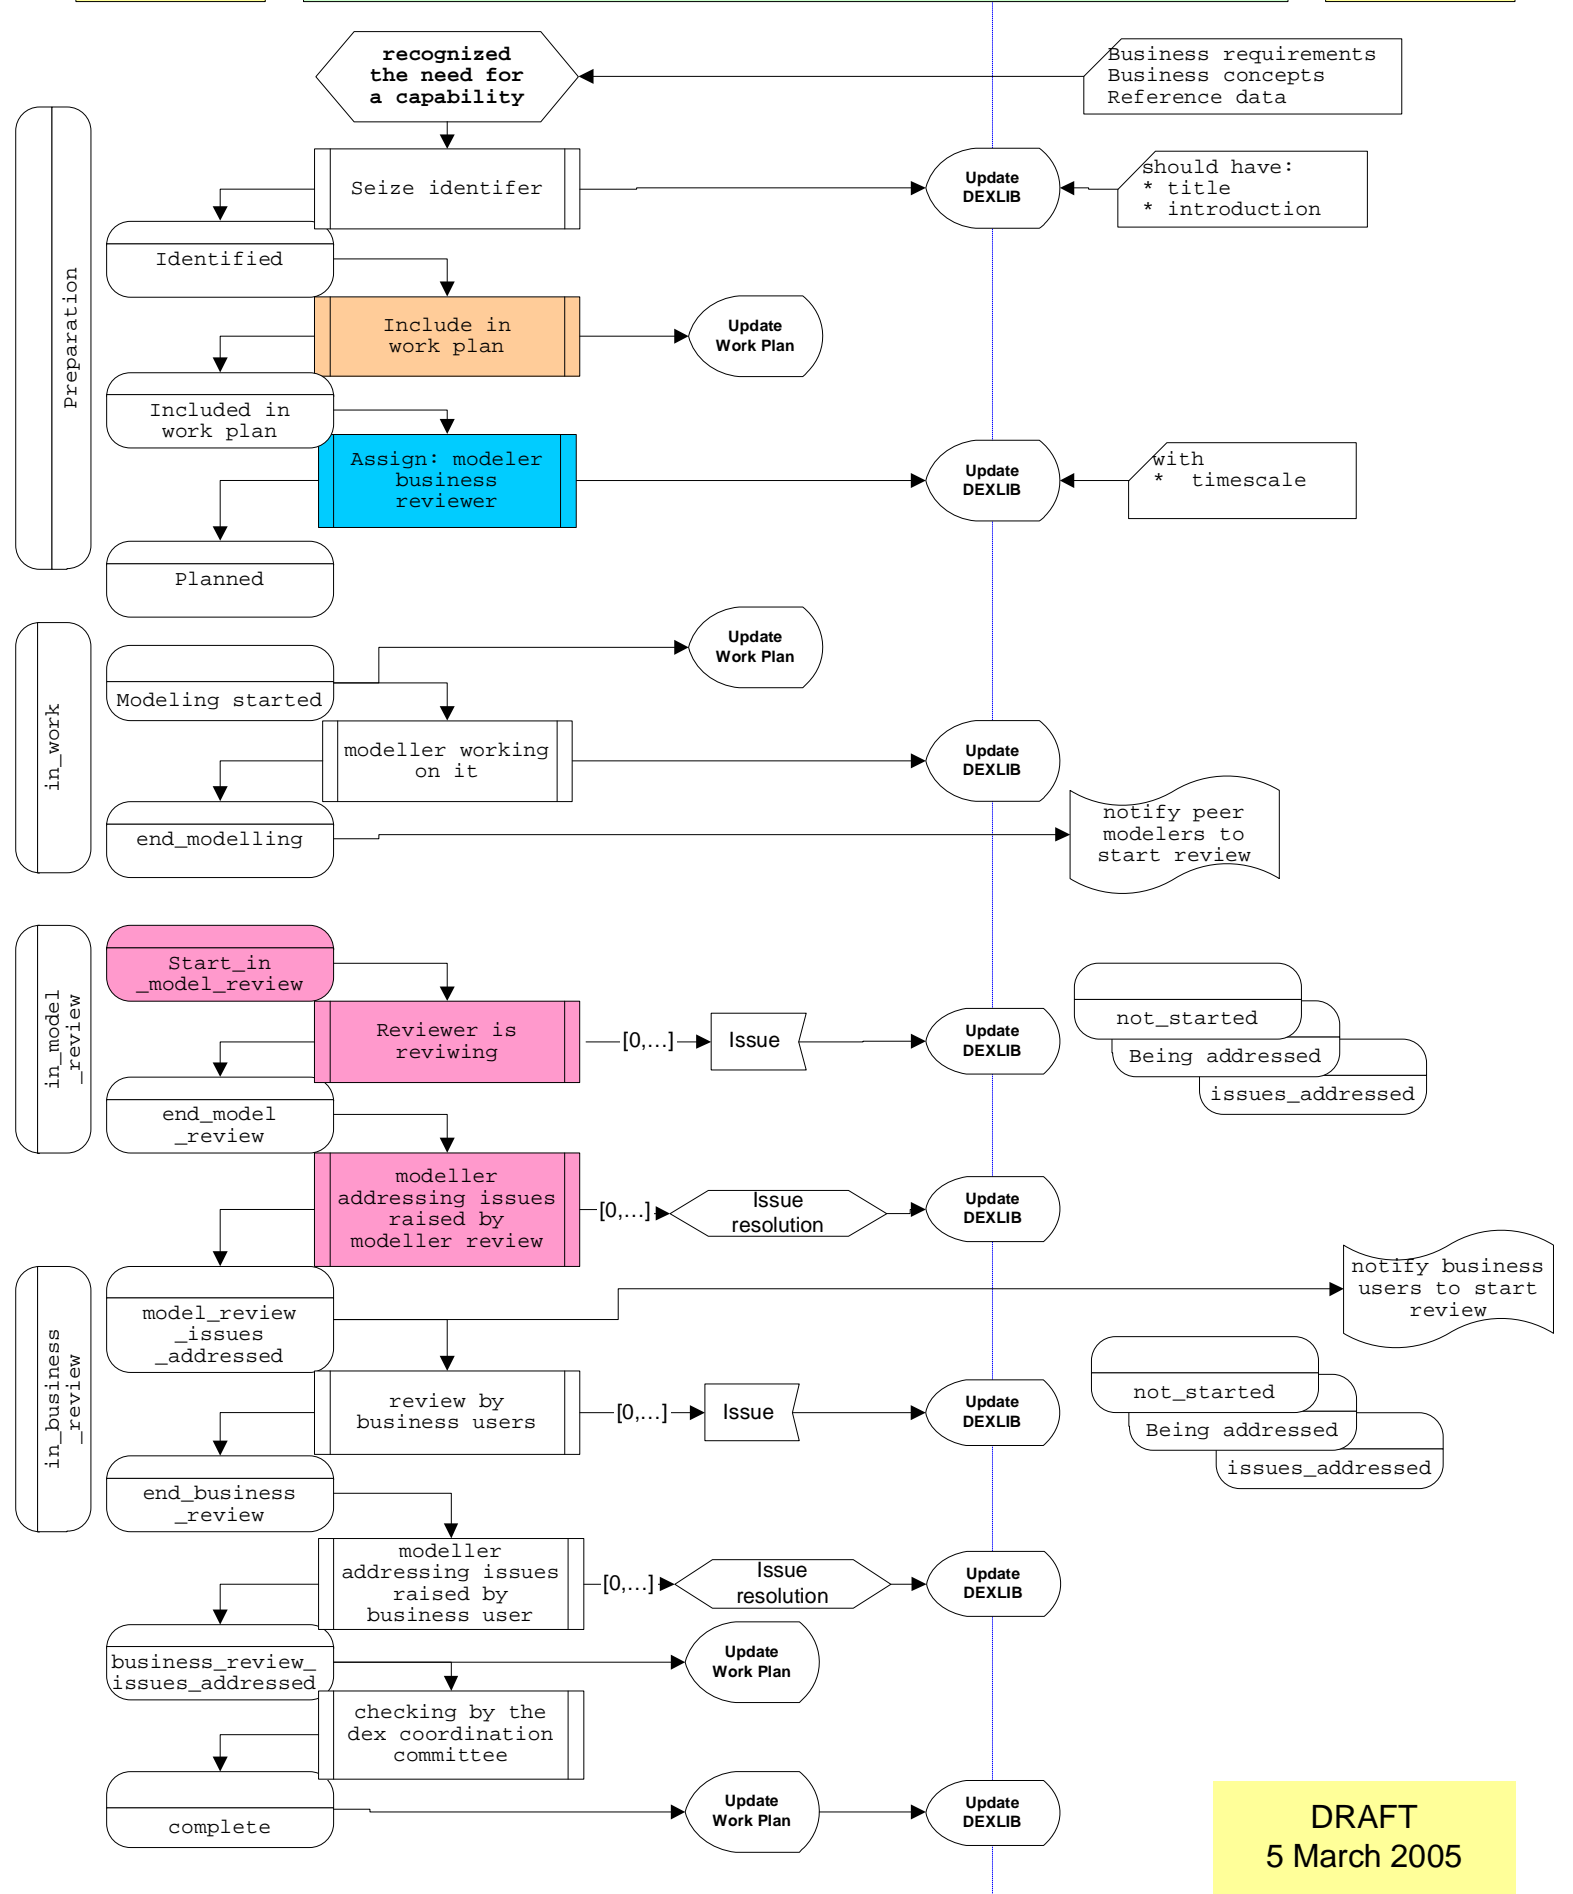 recognized
the need for
a capability
Business requirements
Business concepts
Reference data
Preparation
Seize identifer
Update
DEXLIB
should have:
* title
* introduction
Identified
Include in
work plan
Update
Work Plan
Included in
work plan
Assign: modeler
business
reviewer
Update
DEXLIB
with
* timescale
Planned
in_work
Update
Work Plan
Modeling started
modeller working
on it
Update
DEXLIB
end_modelling
notify peer
modelers to
start review
in_model
_review
Start_in
_model_review
Reviewer is
reviwing
[0,...]
Issue
Update
DEXLIB
not_started
Being addressed
issues_addressed
end_model
_review
modeller
addressing issues
raised by
modeller review
[0,...]
Issue
resolution
Update
DEXLIB
notify business
users to start
review
in_business
_review
model_review
_issues
_addressed
review by
business users
[0,...]
Issue
Update
DEXLIB
not_started
Being addressed
issues_addressed
end_business
_review
modeller
addressing issues
raised by
business user
[0,...]
Issue
resolution
Update
DEXLIB
business_review_
issues_addressed
Update
Work Plan
checking by the
dex coordination
committee
complete
Update
Work Plan
Update
DEXLIB
DRAFT
5 March 2005